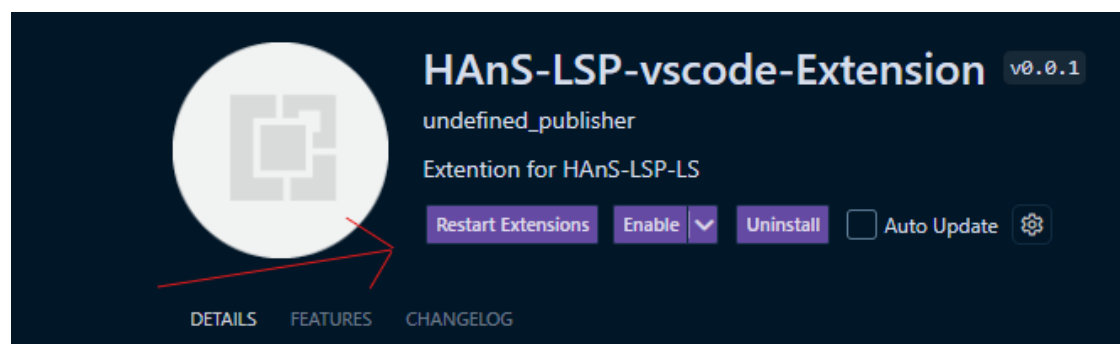 HAnS-LSP-vscode-Extension v0.0.1
undefined_publisher
Extention for HAnS-LSP-LS
Restart Extensions Enable Uninstall Auto Update
DETAILS FEATURES CHANGELOG